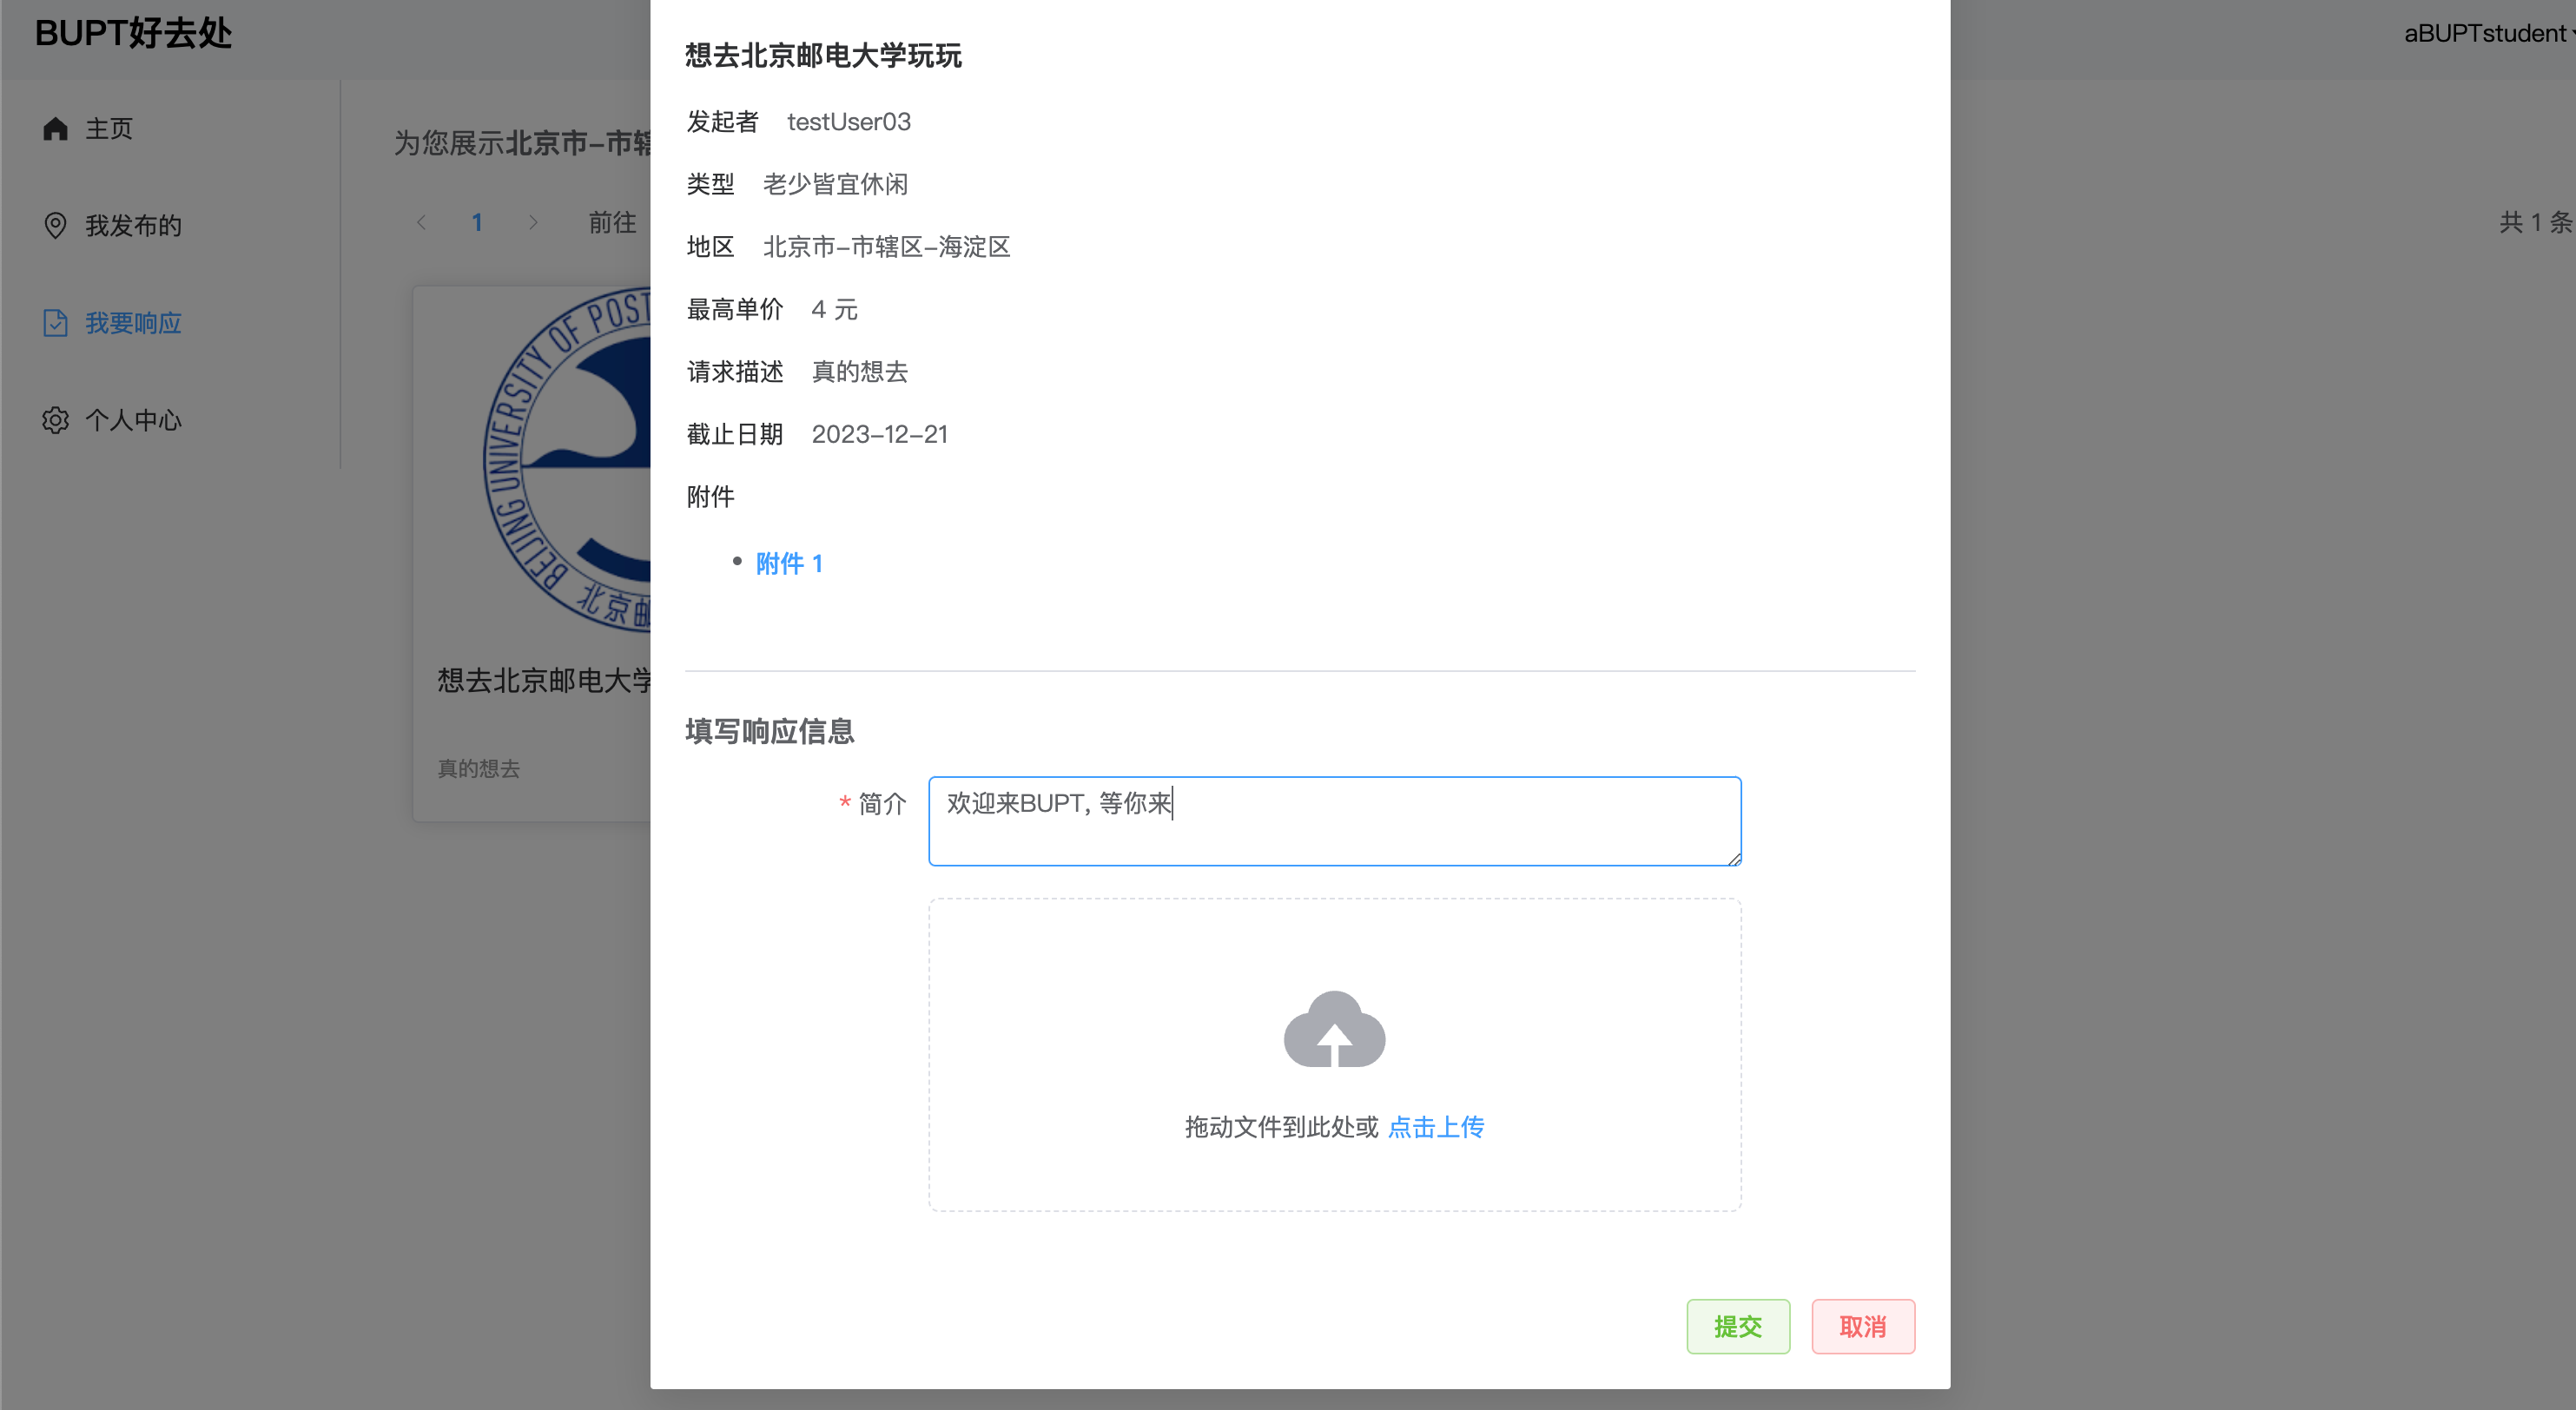 BUPT好去处
aBUPTstudent
主页
我发布的
我要响应
个人中心
为您展示北京市-市辖
1
前往
共 1 条
BEIJING UNIVERSITY OF POST
北京邮
想去北京邮电大学
真的想去
想去北京邮电大学玩玩
发起者 testUser03
类型 老少皆宜休闲
地区 北京市-市辖区-海淀区
最高单价 4 元
请求描述 真的想去
截止日期 2023-12-21
附件
• 附件 1
填写响应信息
* 简介 欢迎来BUPT, 等你来
拖动文件到此处或 点击上传
提交
取消